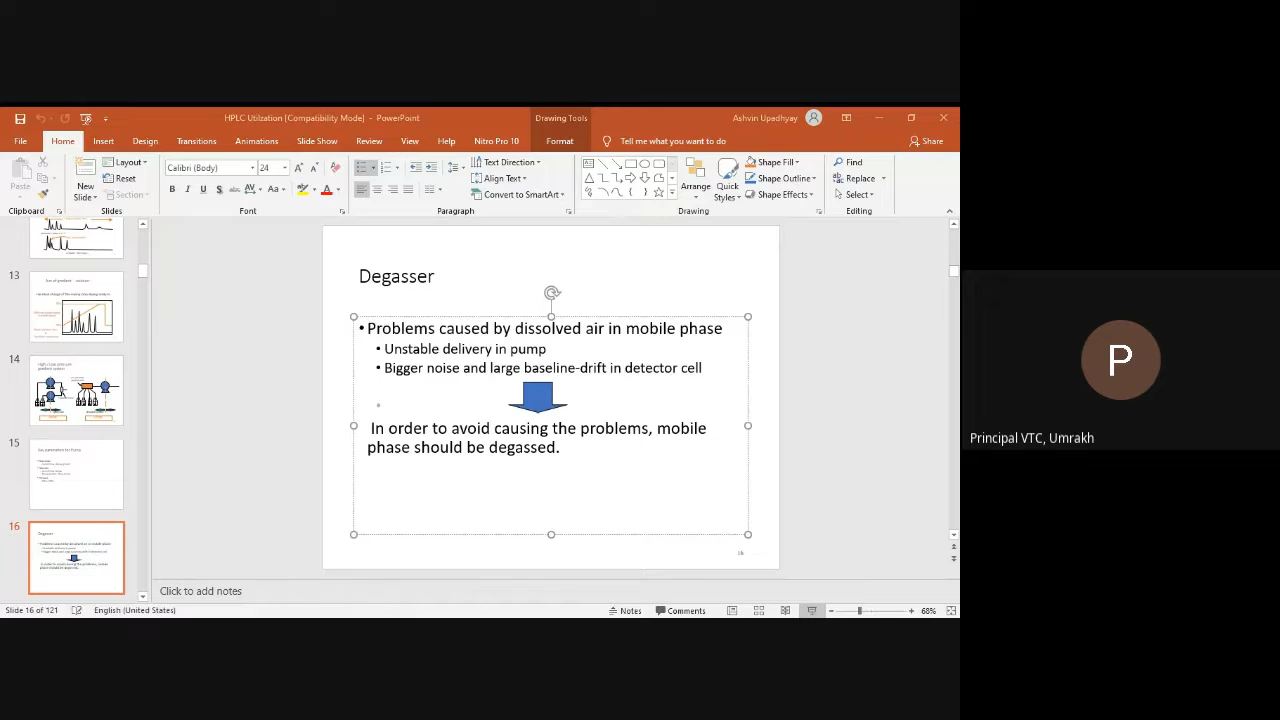 HPLC Utilzation [Compatibility Mode] - PowerPoint
Drawing Tools
Ashvin Upadhyay
File Home Insert Design Transitions Animations Slide Show Review View Help Nitro Pro 10 Format Tell me what you want to do Share
Paste
New
Slide
Layout
Reset
Section
Calibri (Body) 24
Text Direction
Align Text
Convert to SmartArt
Arrange
Quick
Styles
Shape Fill
Shape Outline
Shape Effects
Find
Replace
Select
Clipboard Slides Font Paragraph Drawing Editing
13
14
15
16
Degasser
• Problems caused by dissolved air in mobile phase
• Unstable delivery in pump
• Bigger noise and large baseline-drift in detector cell
In order to avoid causing the problems, mobile
phase should be degassed.
16
Click to add notes
Slide 16 of 121 English (United States) Notes Comments 68%
P
Principal VTC, Umrakh